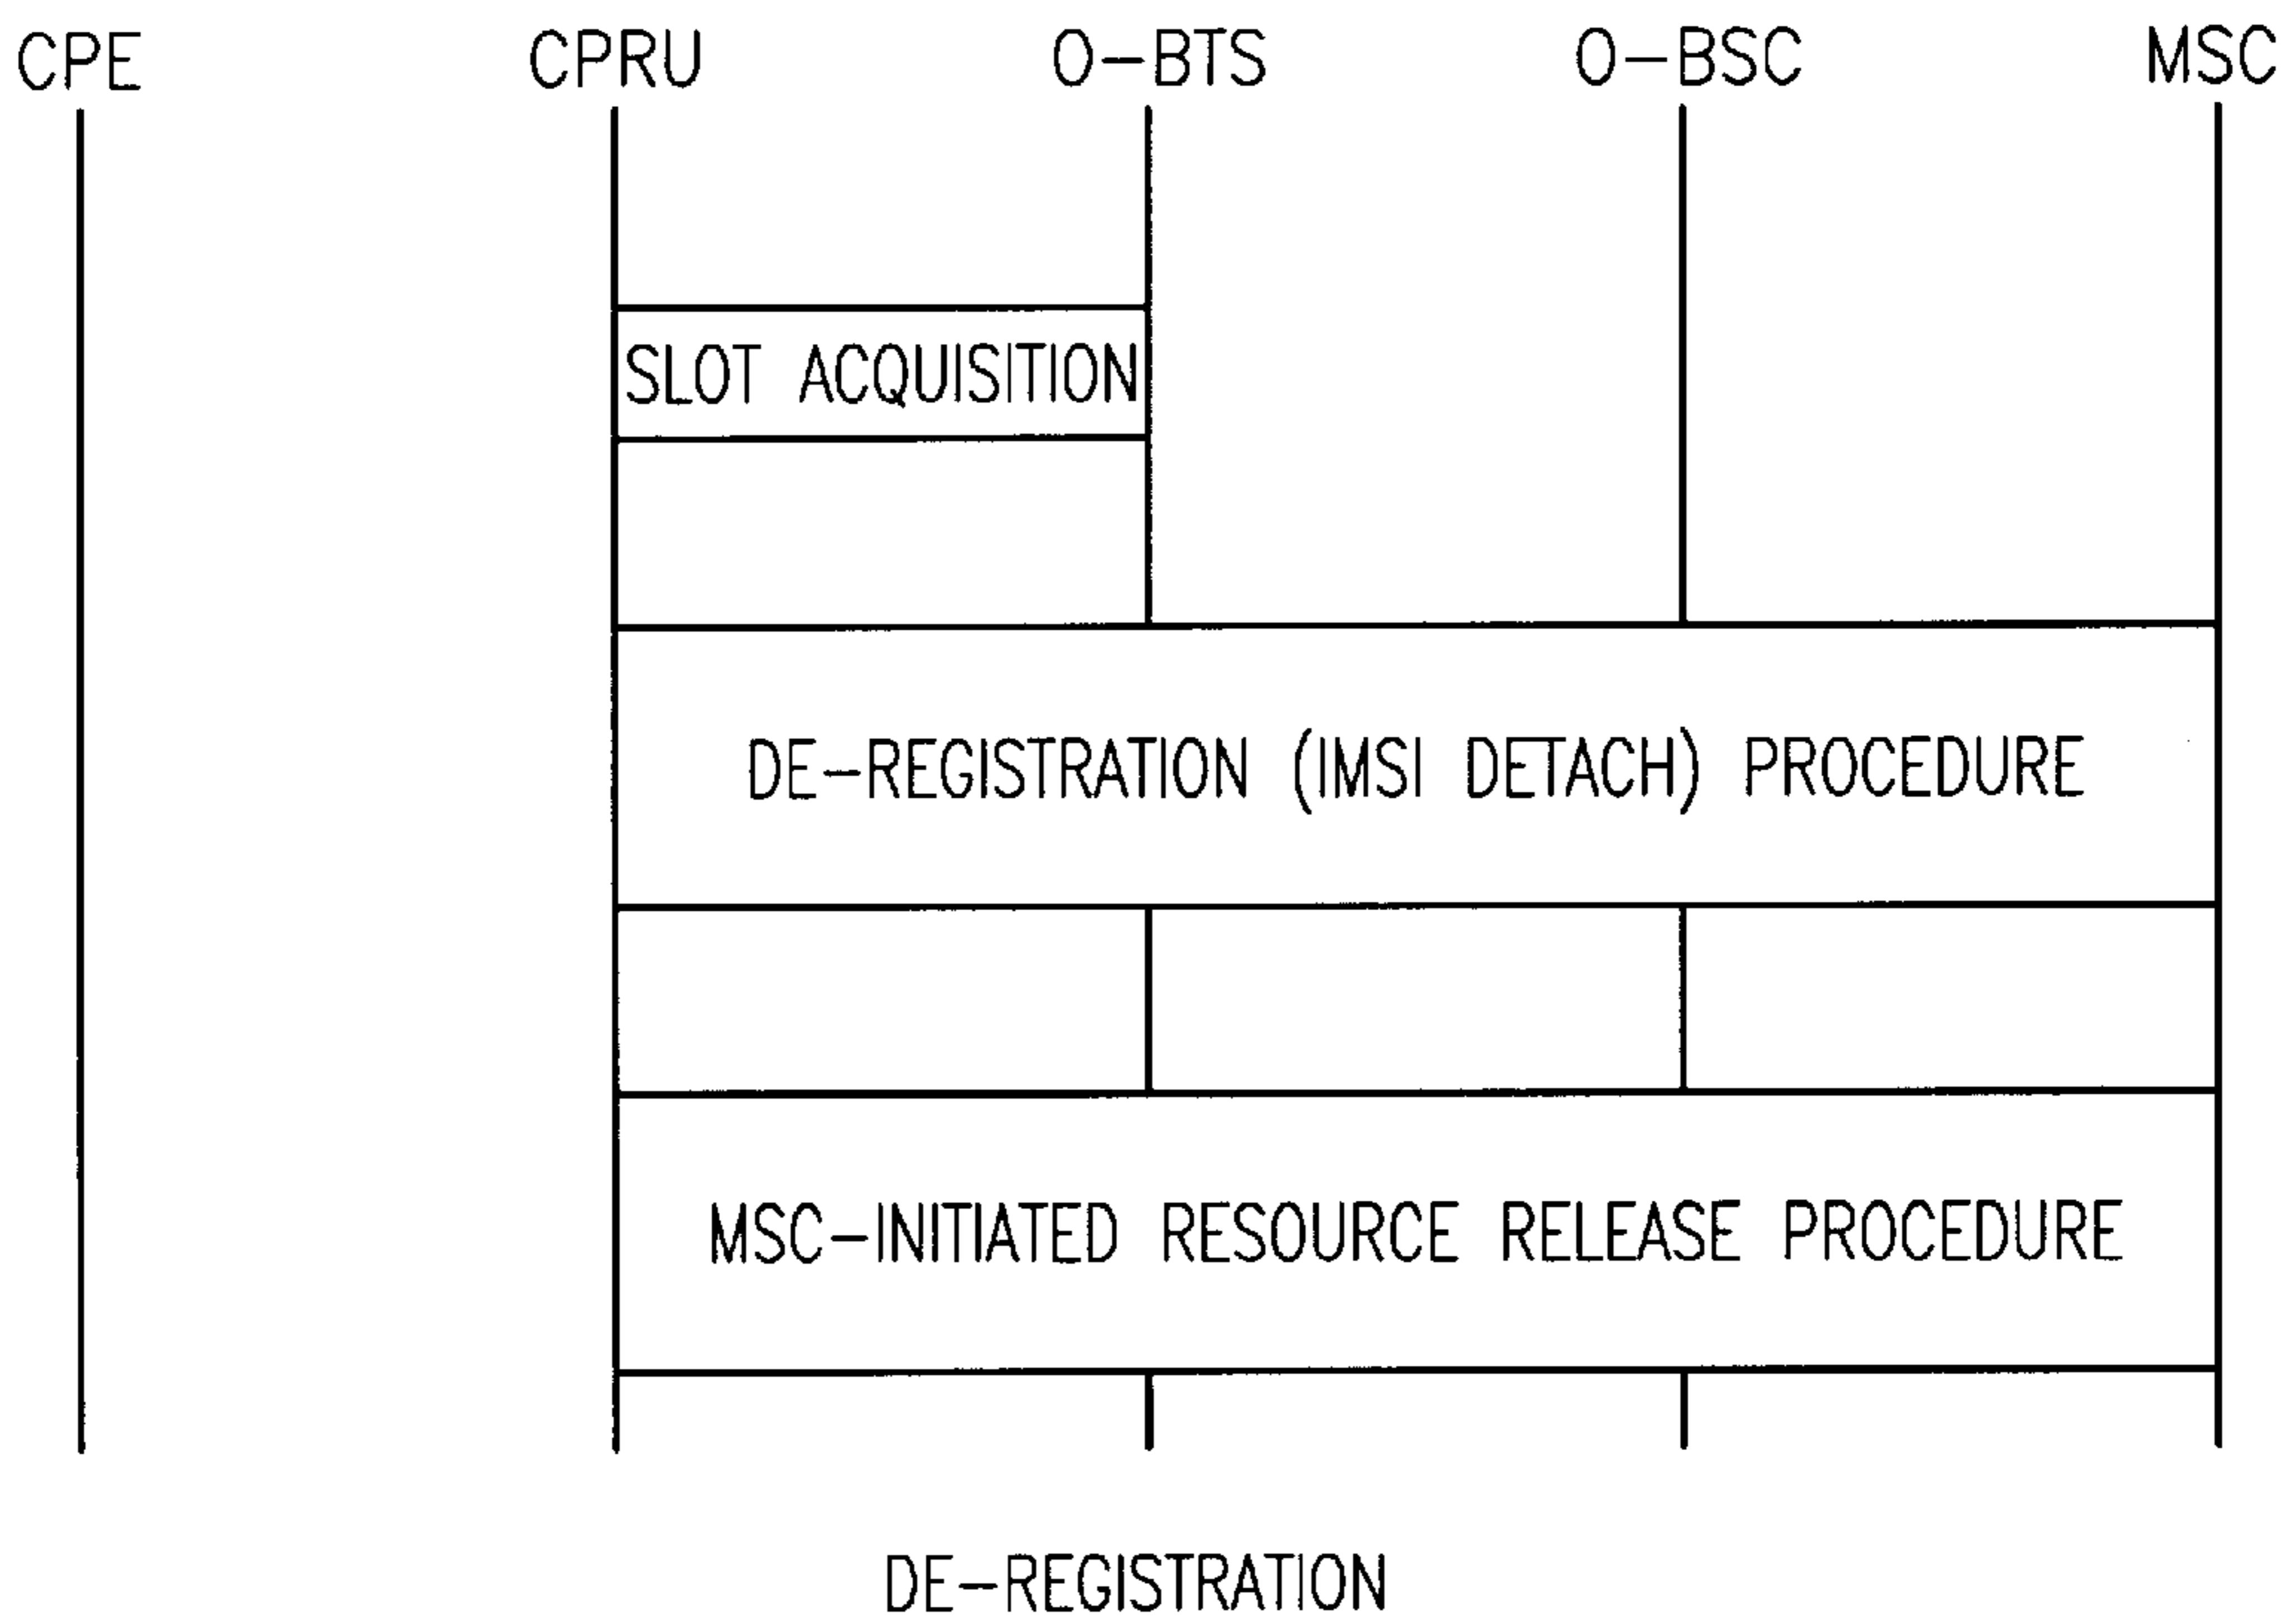 CPE CPRU O-BTS O-BSC MSC
SLOT ACQUISITION
DE-REGISTRATION (IMSI DETACH) PROCEDURE
MSC-INITIATED RESOURCE RELEASE PROCEDURE
DE-REGISTRATION